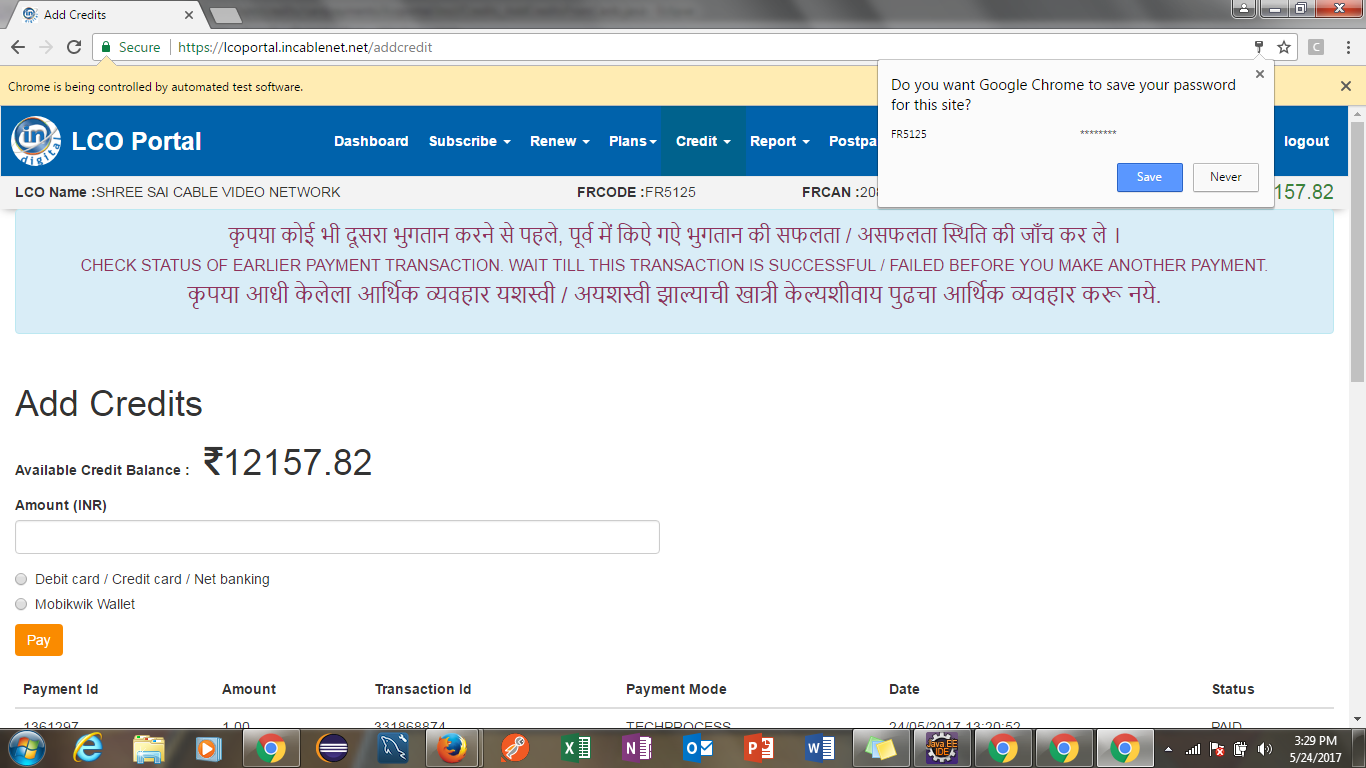 Add Credits
Secure https://lcoportal.incablenet.net/addcredit
Chrome is being controlled by automated test software.
Do you want Google Chrome to save your password
for this site?
FR5125 ********
Save Never
in digital LCO Portal Dashboard Subscribe Renew Plans Credit Report Postpa logout
LCO Name :SHREE SAI CABLE VIDEO NETWORK FRCODE :FR5125 FRCAN :20 157.82
कृपया कोई भी दूसरा भुगतान करने से पहले, पूर्व में किऐ गऐ भुगतान की सफलता / असफलता स्थिति की जाँच कर ले ।
CHECK STATUS OF EARLIER PAYMENT TRANSACTION. WAIT TILL THIS TRANSACTION IS SUCCESSFUL / FAILED BEFORE YOU MAKE ANOTHER PAYMENT.
कृपया आधी केलेला आर्थिक व्यवहार यशस्वी / अयशस्वी झाल्याची खात्री केल्यशीवाय पुढचा आर्थिक व्यवहार करू नये.
Add Credits
Available Credit Balance : ₹12157.82
Amount (INR)
Debit card / Credit card / Net banking
Mobikwik Wallet
Pay
Payment Id Amount Transaction Id Payment Mode Date Status
1361297 1.00 331868874 TECHPROCESS 24/05/2017 13:20:52 PAID
Java EE
IDE
3:29 PM
5/24/2017